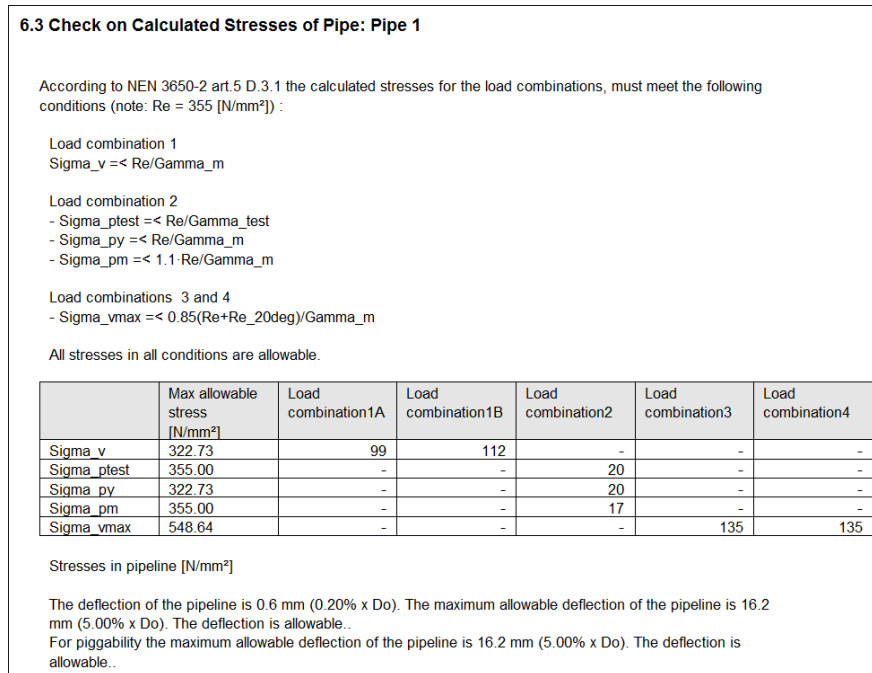 6.3 Check on Calculated Stresses of Pipe: Pipe 1
According to NEN 3650-2 art.5 D.3.1 the calculated stresses for the load combinations, must meet the following
conditions (note: Re = 355 [N/mm²]) :
Load combination 1
Sigma_v =< Re/Gamma_m
Load combination 2
- Sigma_ptest =< Re/Gamma_test
- Sigma_py =< Re/Gamma_m
- Sigma_pm =< 1.1·Re/Gamma_m
Load combinations  3 and 4
- Sigma_vmax =< 0.85(Re+Re_20deg)/Gamma_m
All stresses in all conditions are allowable.
Max allowable stress [N/mm²] Load combination1A Load combination1B Load combination2 Load combination3 Load combination4
Sigma_v 322.73 99 112 - - -
Sigma_ptest 355.00 - - 20 - -
Sigma_py 322.73 - - 20 - -
Sigma_pm 355.00 - - 17 - -
Sigma_vmax 548.64 - - - 135 135
Stresses in pipeline [N/mm²]
The deflection of the pipeline is 0.6 mm (0.20% x Do). The maximum allowable deflection of the pipeline is 16.2
mm (5.00% x Do). The deflection is allowable..
For piggability the maximum allowable deflection of the pipeline is 16.2 mm (5.00% x Do). The deflection is
allowable..